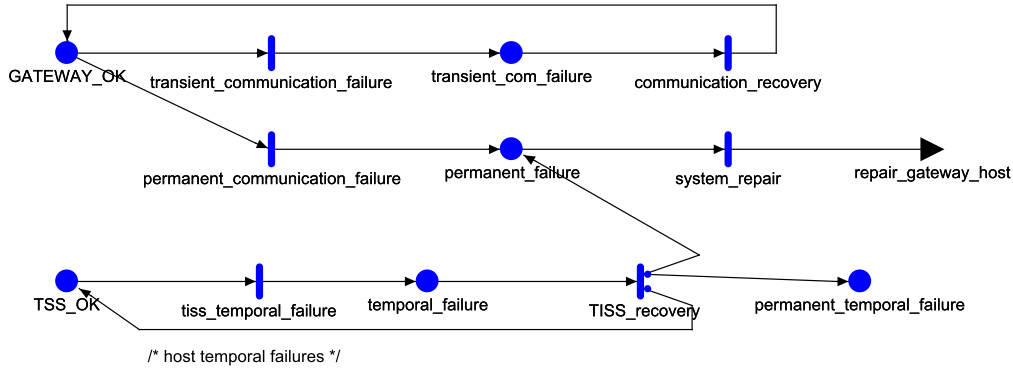 GATEWAY_OK
transient_communication_failure
transient_com_failure
communication_recovery
permanent_communication_failure
permanent_failure
system_repair
repair_gateway_host
TSS_OK
tiss_temporal_failure
temporal_failure
TISS_recovery
permanent_temporal_failure
/* host temporal failures */